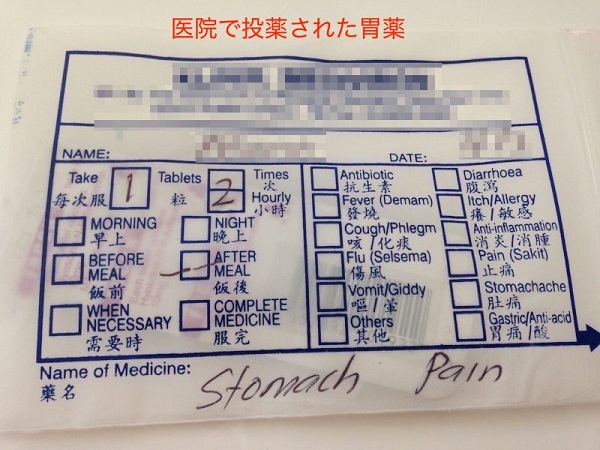 医院で投薬された胃薬
NAME: DATE:
Take 1 Tablets 2 Times
每次服 粒 次
Hourly
小時
MORNING NIGHT
早上 晚上
BEFORE MEAL AFTER MEAL
飯前 飯後
WHEN NECESSARY COMPLETE MEDICINE
需要時 服完
Antibiotic Diarrhoea
抗生素 腹瀉
Fever (Demam) Itch/Allergy
發燒 癢/敏感
Cough/Phlegm Anti-inflammation
咳/化痰 消炎/消腫
Flu (Selsema) Pain (Sakit)
傷風 止痛
Vomit/Giddy Stomachache
嘔/暈 肚痛
Others Gastric/Anti-acid
其他 胃痛/酸
Name of Medicine:
藥名
Stomach Pain